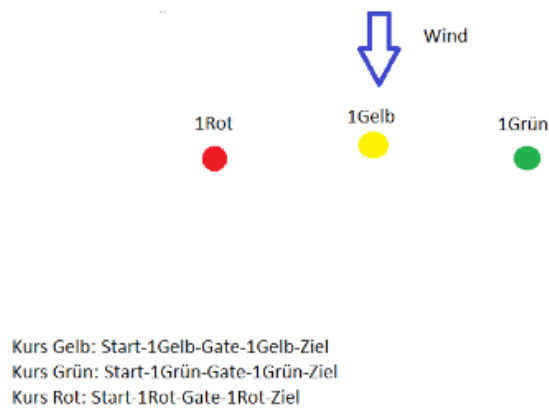 Wind
1Rot
1Gelb
1Grün
Kurs Gelb: Start-1Gelb-Gate-1Gelb-Ziel
Kurs Grün: Start-1Grün-Gate-1Grün-Ziel
Kurs Rot: Start-1Rot-Gate-1Rot-Ziel